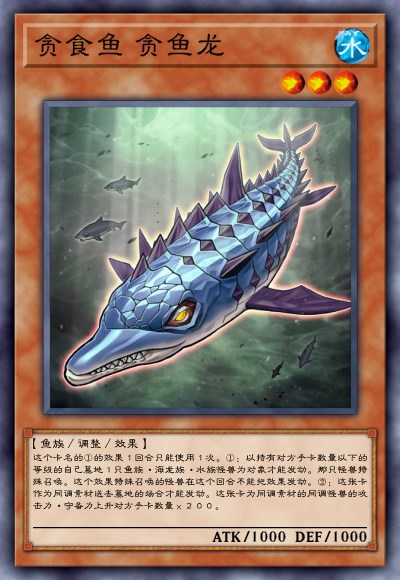 贪食鱼 贪鱼龙
水
【鱼族／调整／效果】
这个卡名的①的效果1回合只能使用1次。①：以持有对方手卡数量以下的
等级的自己墓地1只鱼族·海龙族·水族怪兽为对象才能发动。那只怪兽特
殊召唤。这个效果特殊召唤的怪兽在这个回合不能把效果发动。②：这张卡
作为同调素材送去墓地的场合才能发动。这张卡为同调素材的同调怪兽的攻
击力·守备力上升对方手卡数量×２００。
ATK/1000 DEF/1000